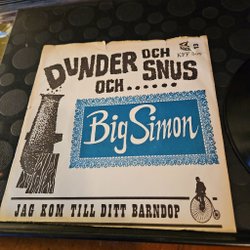 DUNDER OCH
SNUS
OCH......
Big Simon
JAG KOM TILL DITT BARNDOP